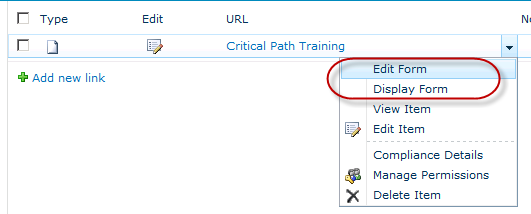 Type Edit URL N
Critical Path Training
Add new link
Edit Form
Display Form
View Item
Edit Item
Compliance Details
Manage Permissions
Delete Item